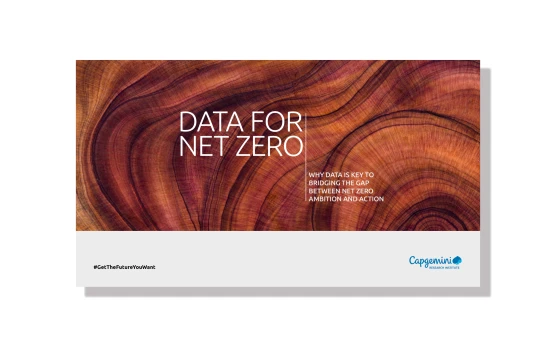 DATA FOR
NET ZERO
WHY DATA IS KEY TO
BRIDGING THE GAP
BETWEEN NET ZERO
AMBITION AND ACTION
#GetTheFutureYouWant
Capgemini
RESEARCH INSTITUTE